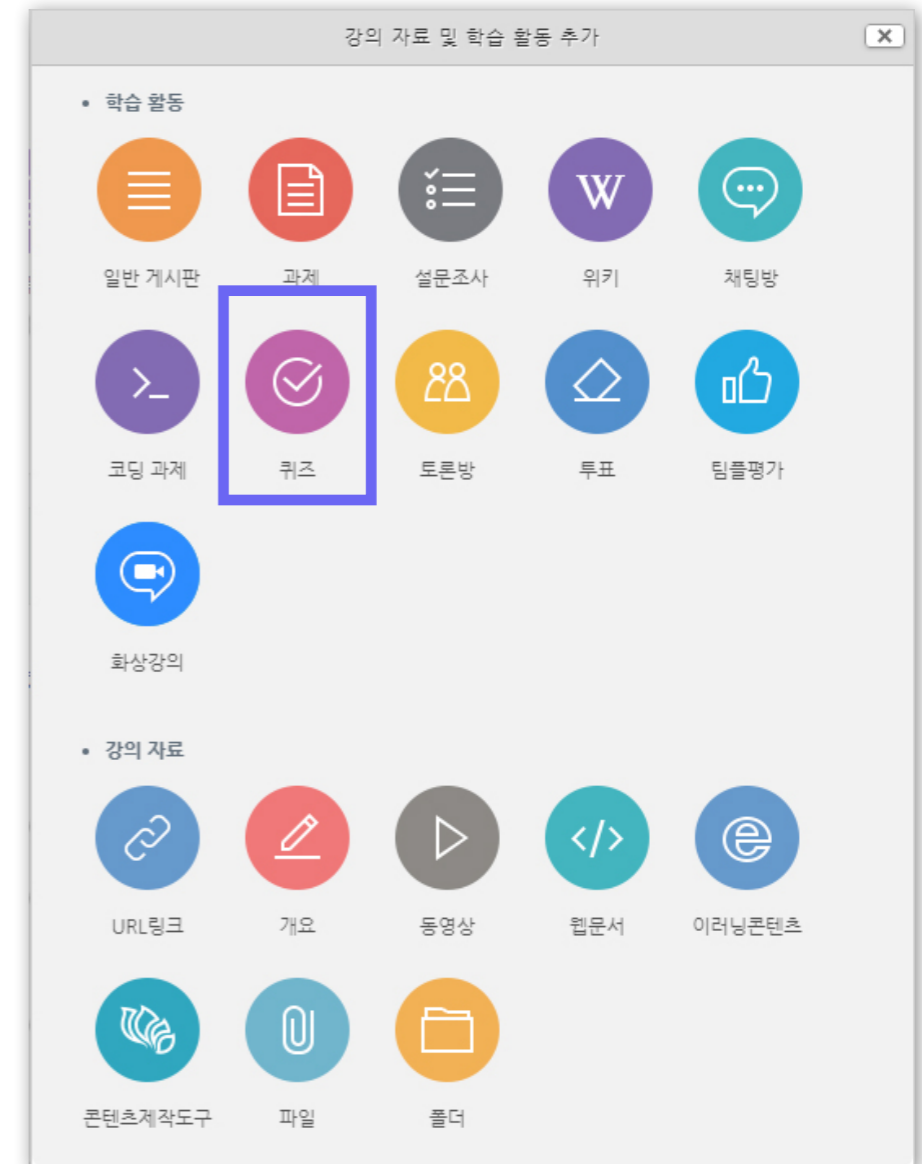 강의 자료 및 학습 활동 추가
학습 활동
일반 게시판 과제 설문조사 위키 채팅방
코딩 과제 퀴즈 토론방 투표 팀플평가
화상강의
강의 자료
URL링크 개요 동영상 웹문서 이러닝콘텐츠
콘텐츠제작도구 파일 폴더